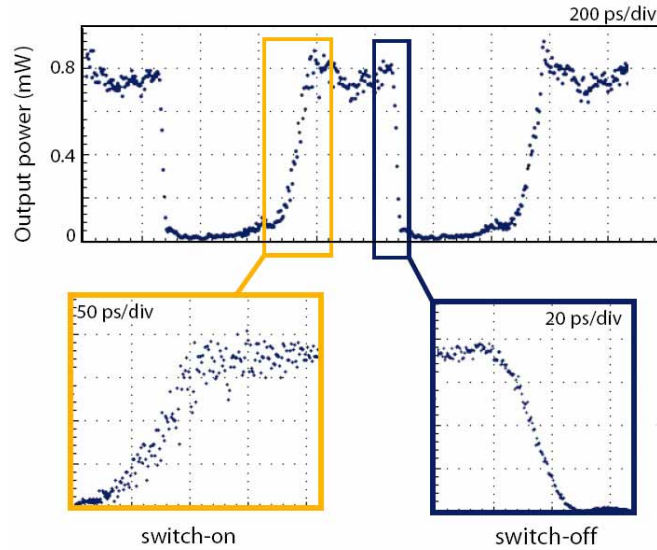 200 ps/div
Output power (mW)
0.8
0.4
0
50 ps/div
20 ps/div
switch-on
switch-off